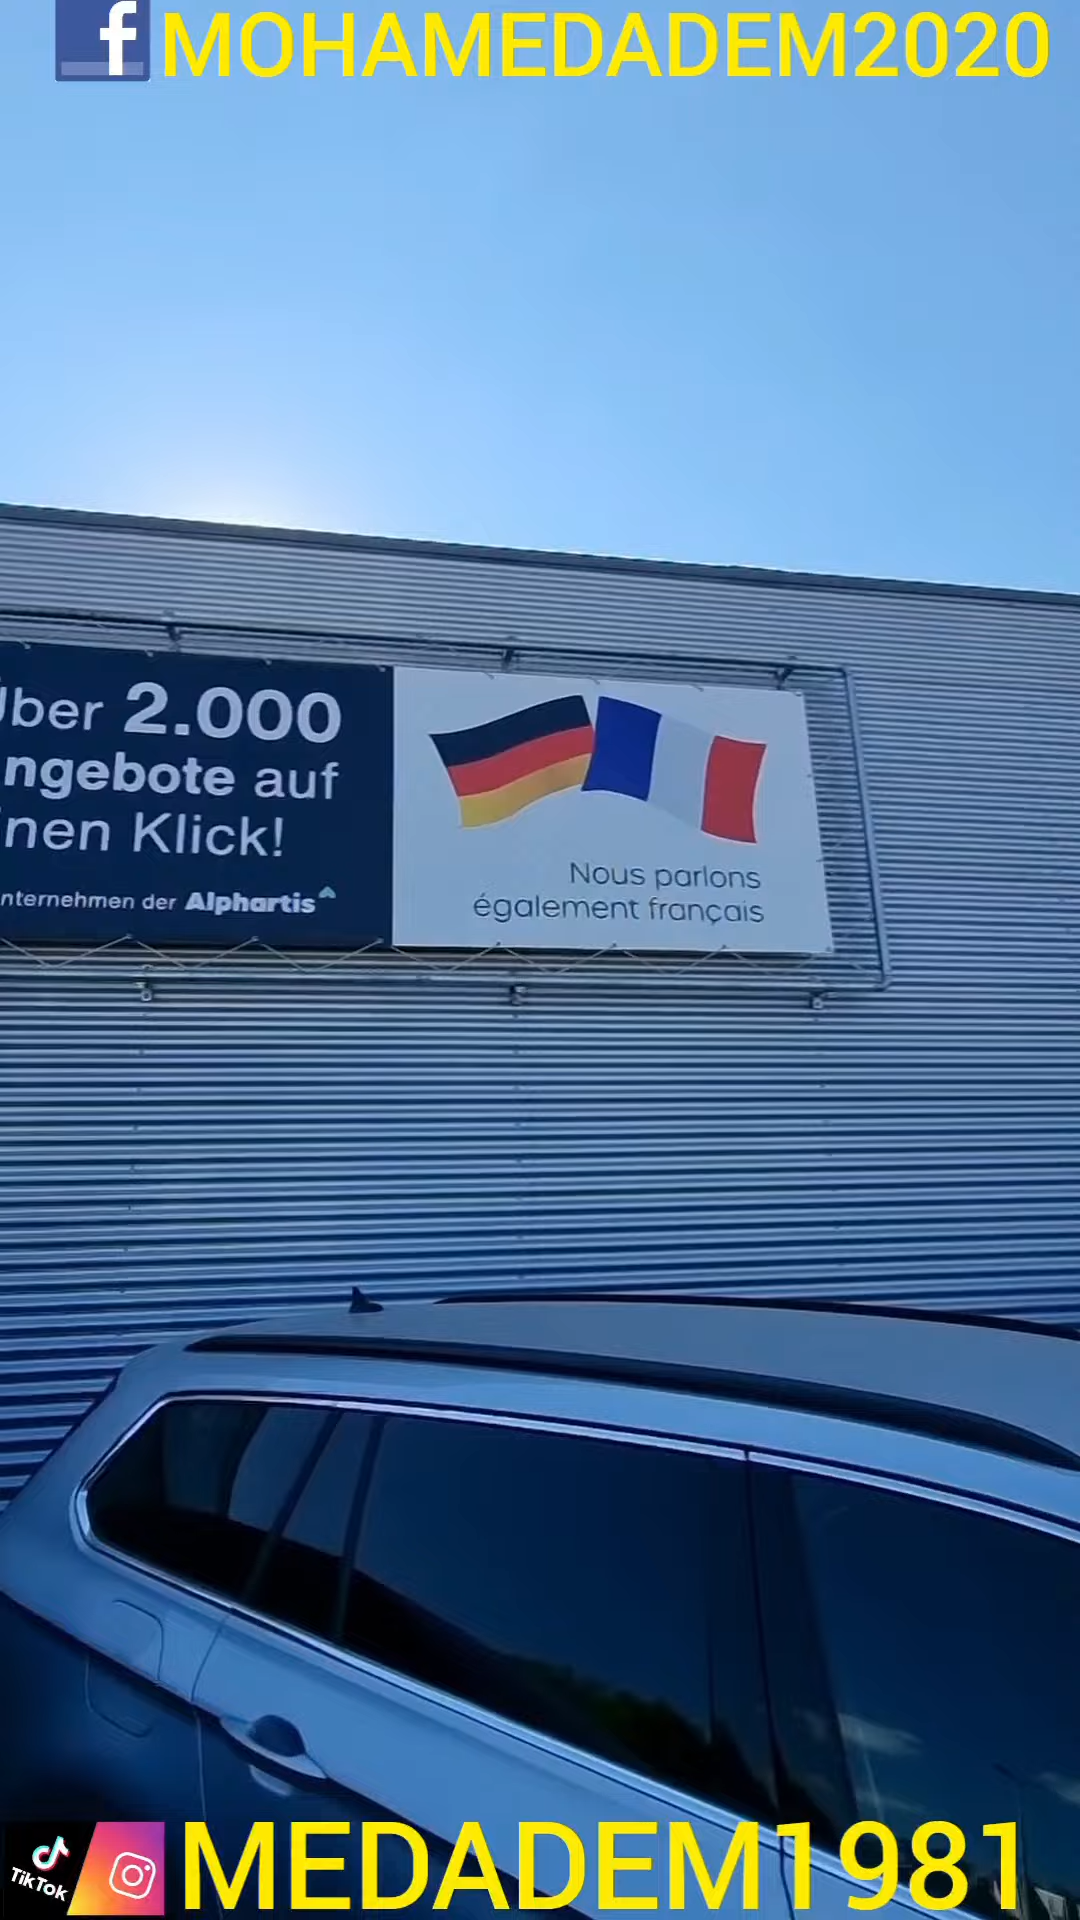 MOHAMEDADEM2020
ber 2.000
ngebote auf
nen Klick!
nternehmen der Alphartis
Nous parlons
également français
TikTok
MEDADEM1981